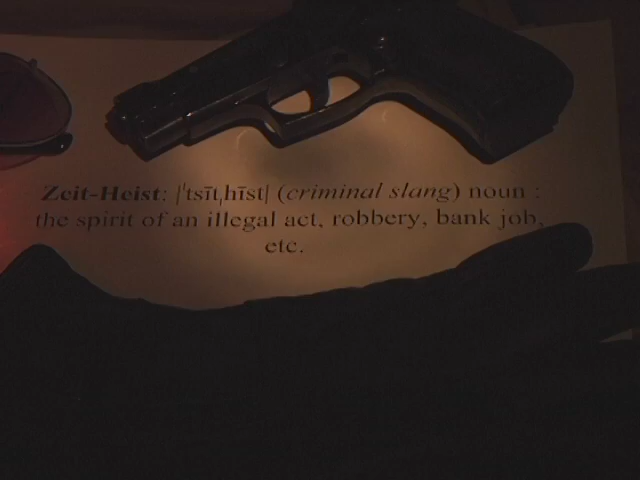 Zeit-Heist: |ˈtsītˌhīst| (criminal slang) noun :
the spirit of an illegal act, robbery, bank job,
etc.